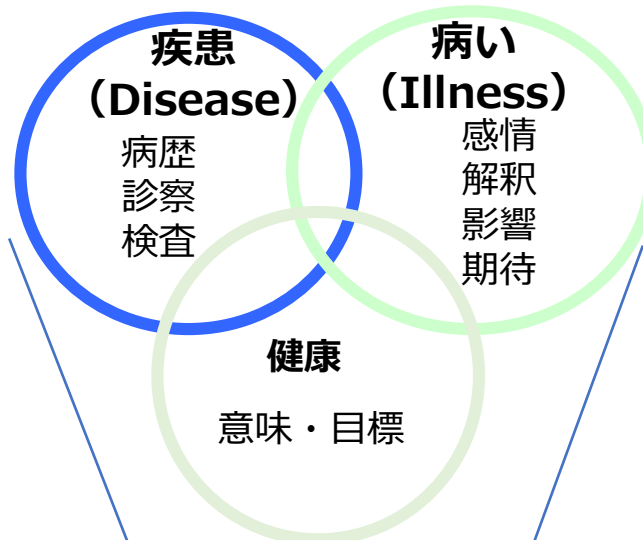 疾患
（Disease）
病歴
診察
検査
病い
（Illness）
感情
解釈
影響
期待
健康
意味・目標